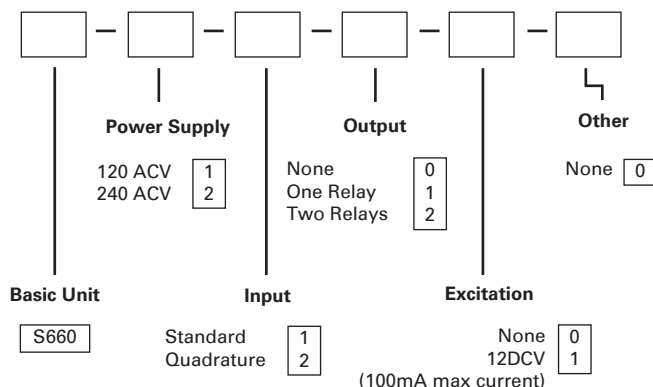 Power Supply
120 ACV 1
240 ACV 2
Output
None 0
One Relay 1
Two Relays 2
Other
None 0
Basic Unit
S660
Input
Standard 1
Quadrature 2
Excitation
None 0
12DCV 1
(100mA max current)